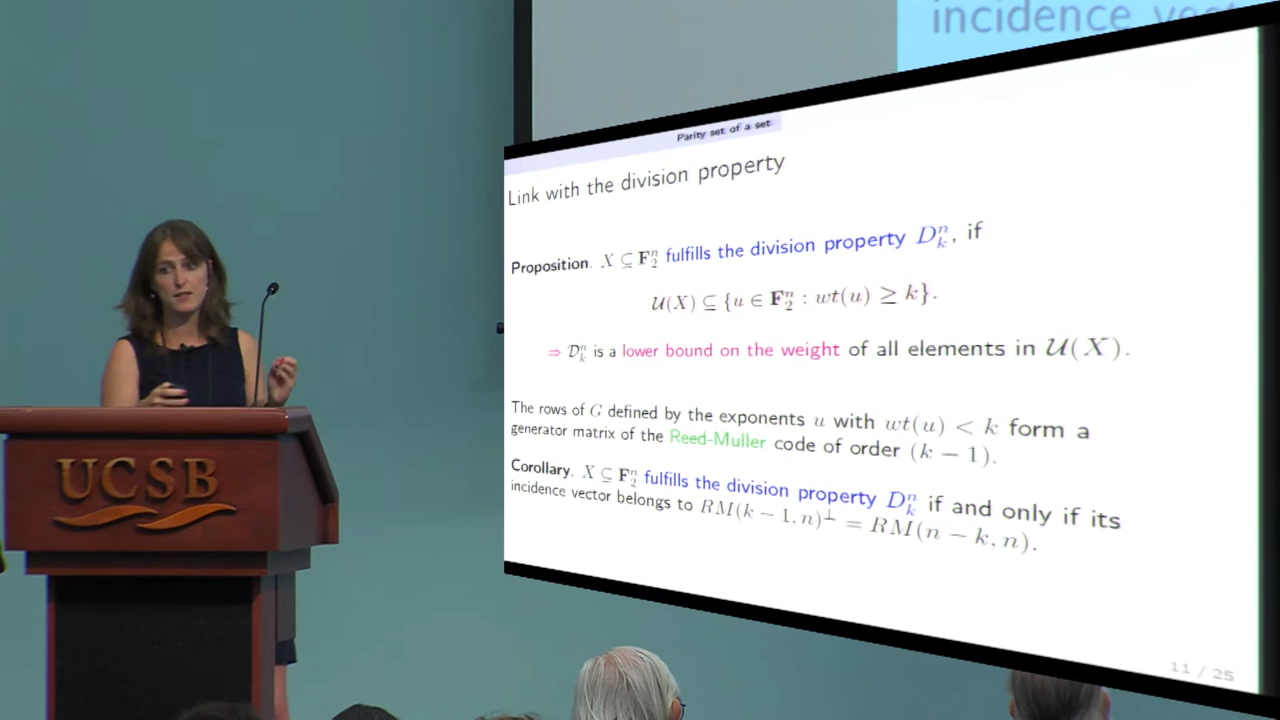 incidence
Parity set of a set
Link with the division property
Proposition. X ⊆ F₂ⁿ fulfills the division property Dₖⁿ, if
𝒰(X) ⊆ {u ∈ F₂ⁿ : wt(u) ≥ k}.
⇒ 𝒟ₖⁿ is a lower bound on the weight of all elements in 𝒰(X).
The rows of G defined by the exponents u with wt(u) < k form a
generator matrix of the Reed-Muller code of order (k − 1).
Corollary. X ⊆ F₂ⁿ fulfills the division property Dₖⁿ if and only if its
incidence vector belongs to RM(k − 1, n)⊥ = RM(n − k, n).
11 / 25
UCSB